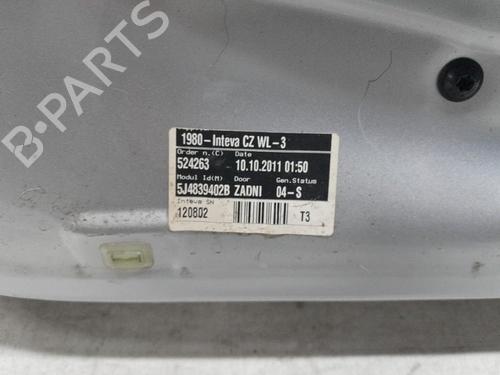 1980-Inteva CZ WL-3
Order n.(C) Date
524263 10.10.2011 01:50
Modul Id(M) Door Gen.Status
5J4839402B ZADNI 04-S
Inteva SN
120802 T3
B-PARTS